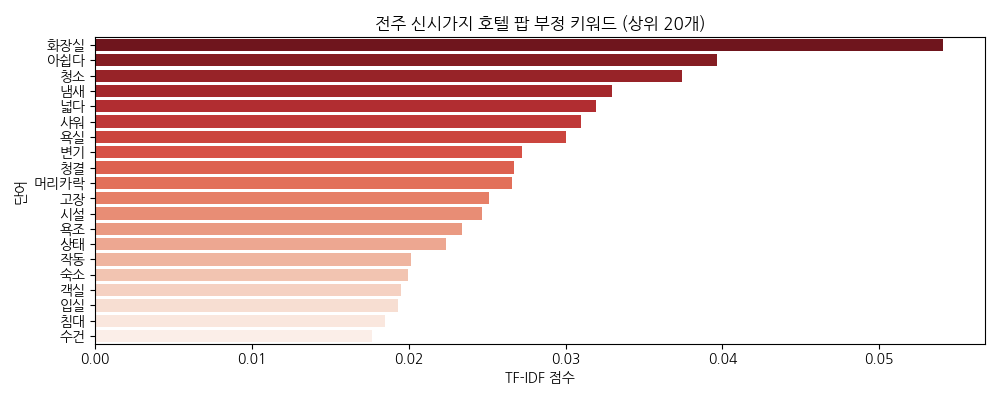 전주 신시가지 호텔 팝 부정 키워드 (상위 20개)
단어
화장실
아쉽다
청소
냄새
넓다
샤워
욕실
변기
청결
머리카락
고장
시설
욕조
상태
작동
숙소
객실
입실
침대
수건
0.00 0.01 0.02 0.03 0.04 0.05
TF-IDF 점수